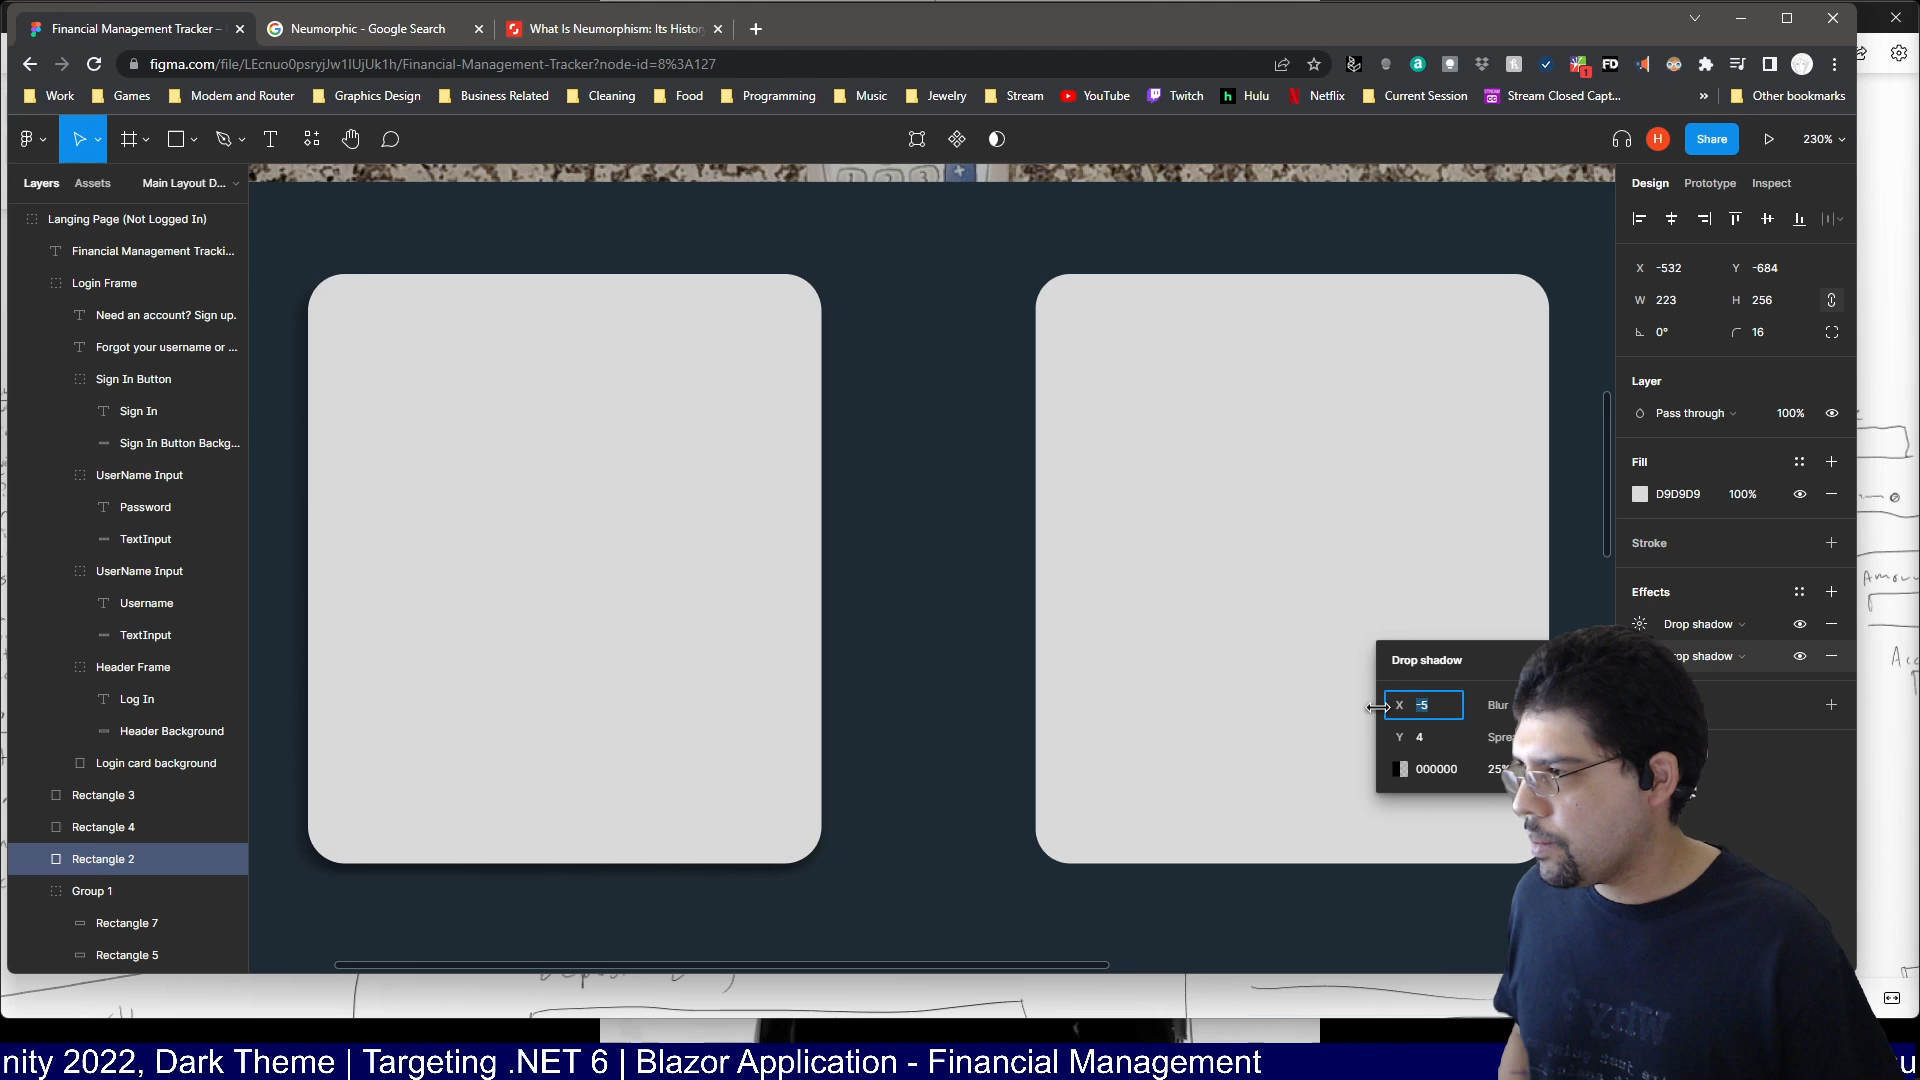 Financial Management Tracker –
Neumorphic - Google Search
What Is Neumorphism: Its Histor
figma.com/file/LEcnuo0psryjJw1IUjUk1h/Financial-Management-Tracker?node-id=8%3A127
Work
Games
Modem and Router
Graphics Design
Business Related
Cleaning
Food
Programming
Music
Jewelry
Stream
YouTube
Twitch
Hulu
Netflix
Current Session
Stream Closed Capt...
»
Other bookmarks
H
Share
230%
Layers
Assets
Main Layout D...
Design
Prototype
Inspect
Langing Page (Not Logged In)
Financial Management Tracki...
Login Frame
Need an account? Sign up.
Forgot your username or ...
Sign In Button
Sign In
Sign In Button Backg...
UserName Input
Password
TextInput
UserName Input
Username
TextInput
Header Frame
Log In
Header Background
Login card background
Rectangle 3
Rectangle 4
Rectangle 2
Group 1
Rectangle 7
Rectangle 5
X -532
Y -684
W 223
H 256
0°
16
Layer
Pass through
100%
Fill
D9D9D9
100%
Stroke
Effects
Drop shadow
rop shadow
Drop shadow
X -5
Blur
Y 4
Sprea
000000
25%
nity 2022, Dark Theme | Targeting .NET 6 | Blazor Application - Financial Management